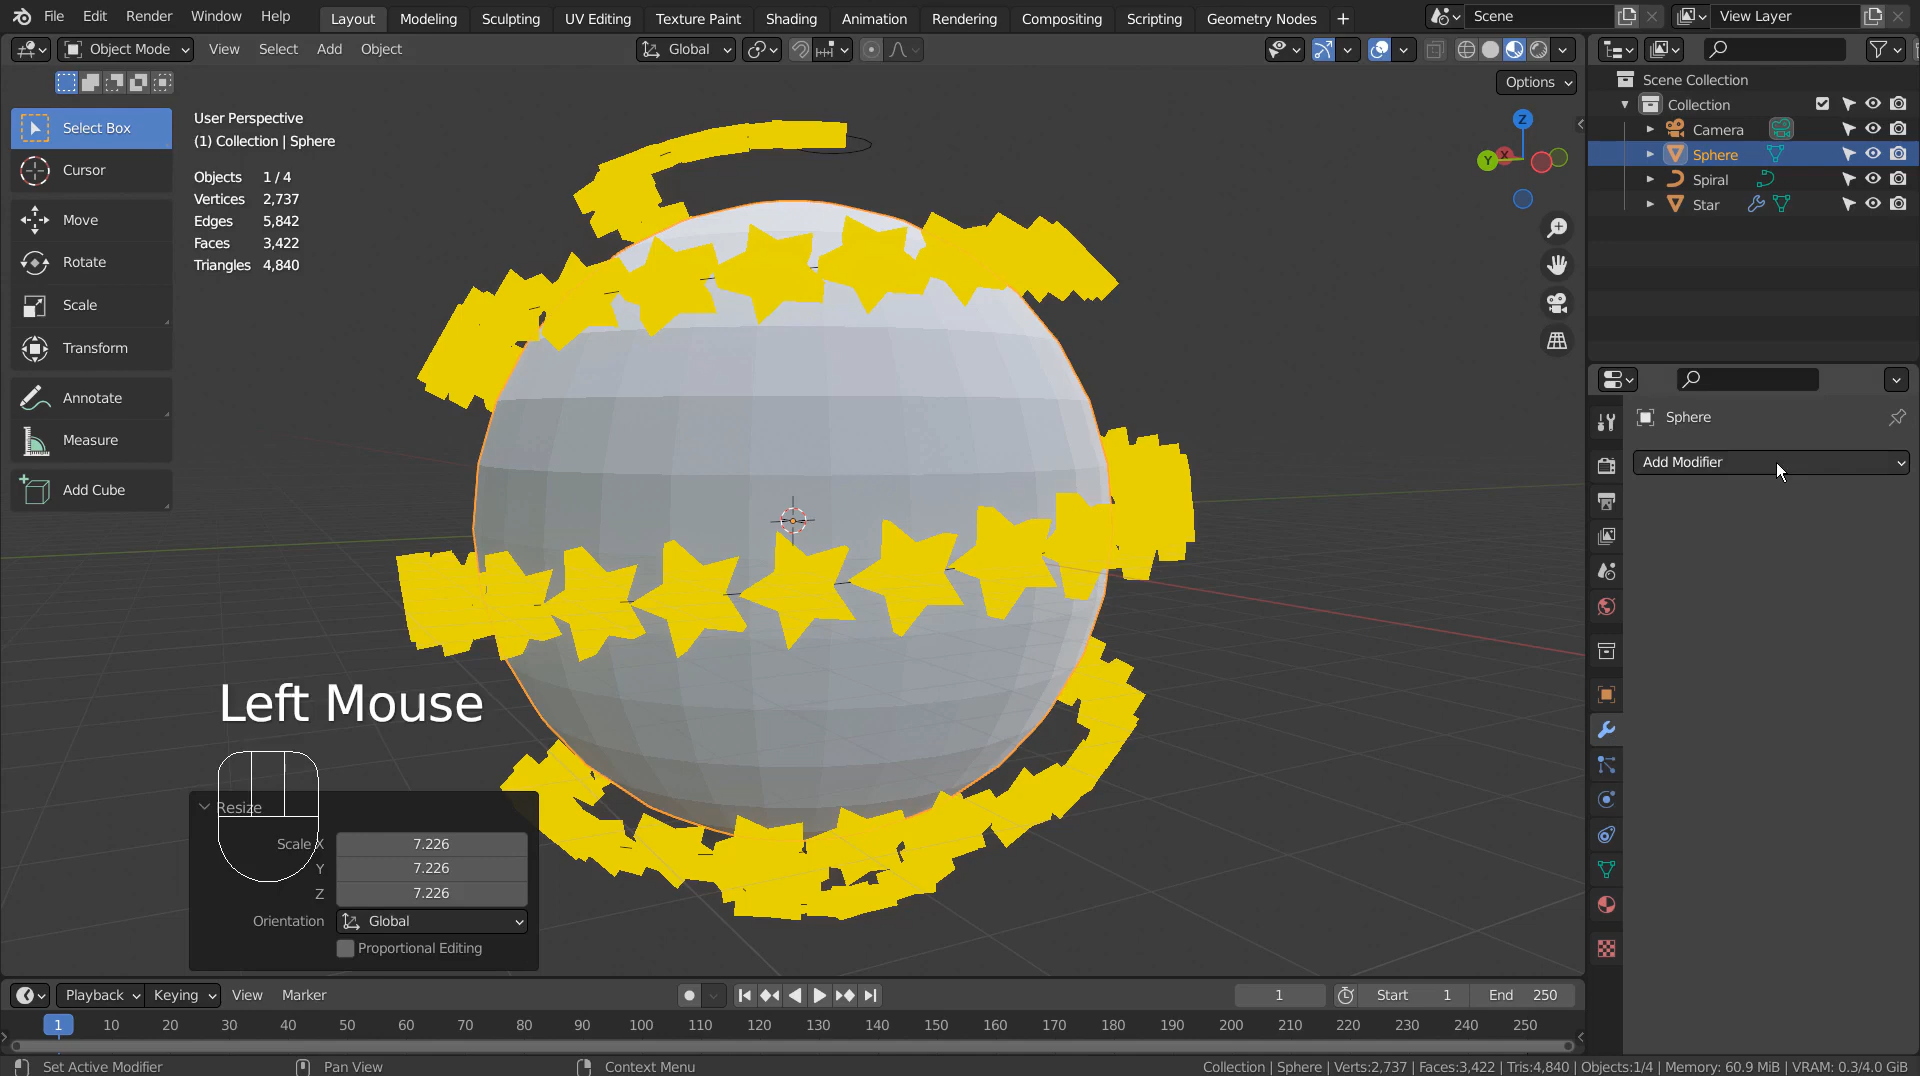 File Edit Render Window Help Layout Modeling Sculpting UV Editing Texture Paint Shading Animation Rendering Compositing Scripting Geometry Nodes + Scene View Layer
Object Mode View Select Add Object Global
Options
Select Box
Cursor
Move
Rotate
Scale
Transform
Annotate
Measure
Add Cube
User Perspective
(1) Collection | Sphere
Objects 1 / 4
Vertices 2,737
Edges 5,842
Faces 3,422
Triangles 4,840
Z
Y X
Scene Collection
Collection
Camera
Sphere
Spiral
Star
Sphere
Add Modifier
Left Mouse
Resize
Scale X 7.226
Y 7.226
Z 7.226
Orientation Global
Proportional Editing
Playback Keying View Marker 1 Start 1 End 250
1 10 20 30 40 50 60 70 80 90 100 110 120 130 140 150 160 170 180 190 200 210 220 230 240 250
Set Active Modifier Pan View Context Menu Collection | Sphere | Verts:2,737 | Faces:3,422 | Tris:4,840 | Objects:1/4 | Memory: 60.9 MiB | VRAM: 0.3/4.0 GiB